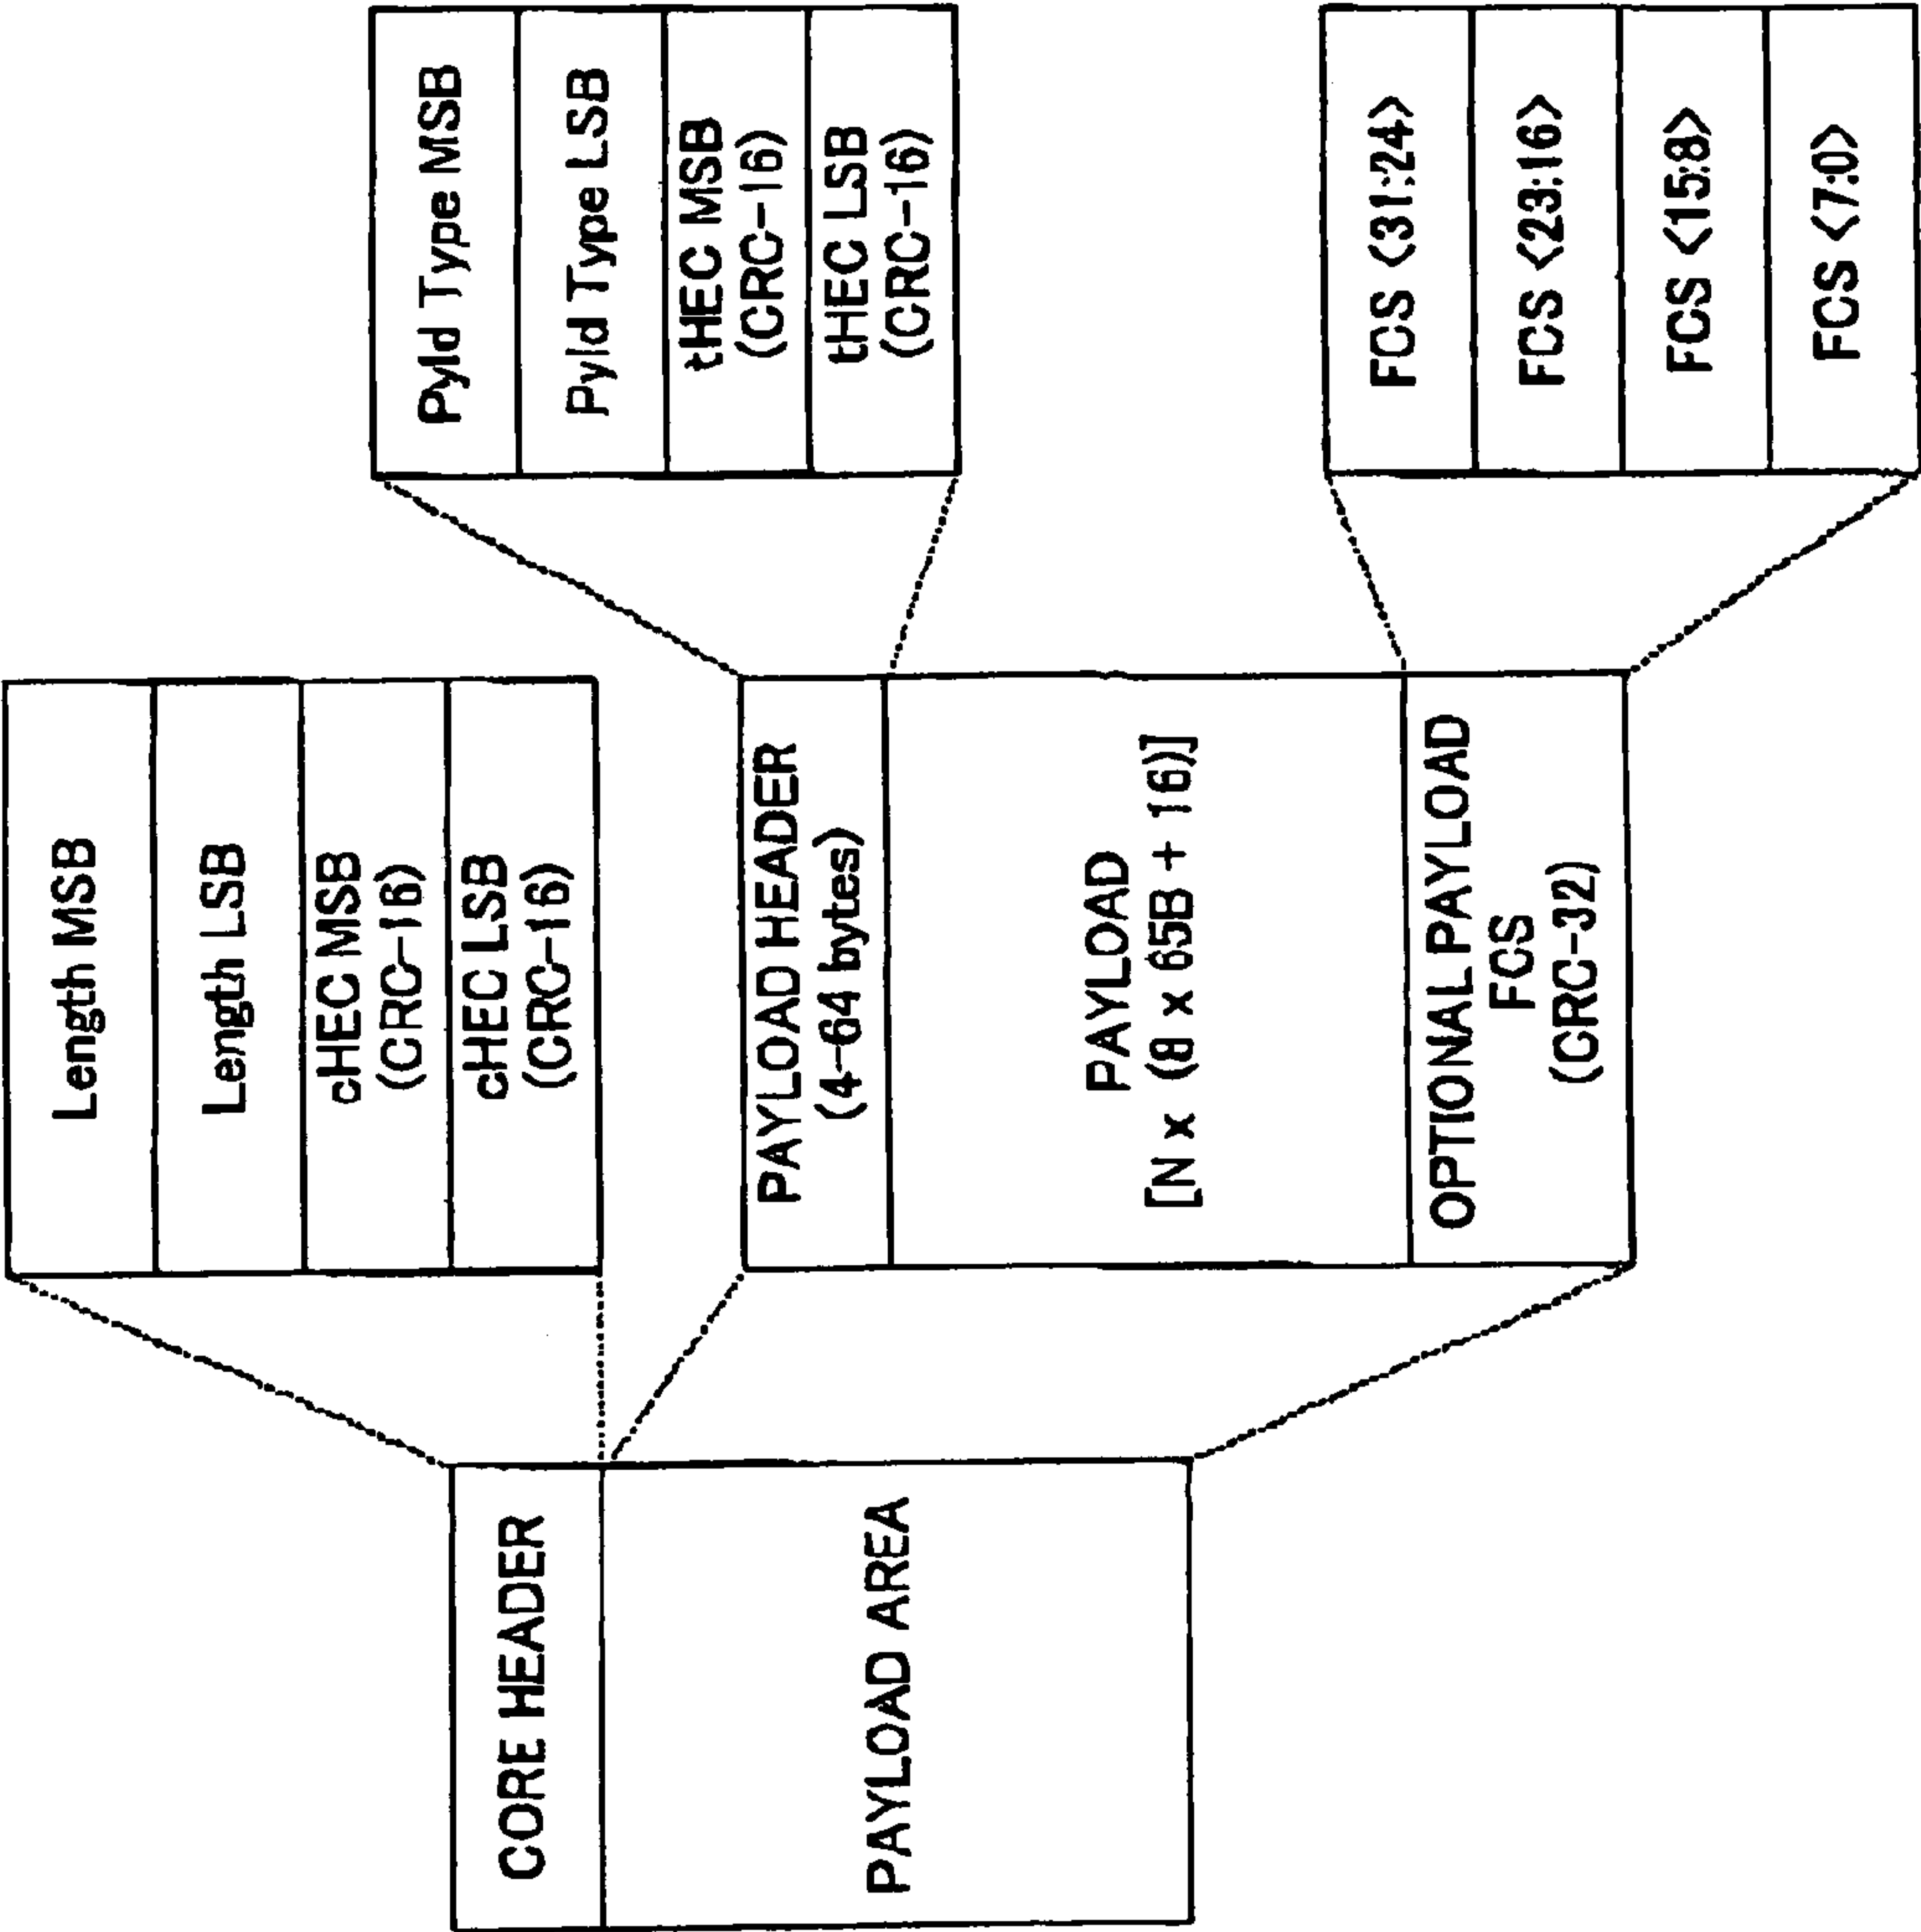 CORE HEADER
PAYLOAD AREA
Length MSB
Length LSB
cHEC MSB
(CRC-16)
cHEC LSB
(CRC-16)
PAYLOAD HEADER
(4-64 bytes)
PAYLOAD
[N x (8 x 65B + 16)]
OPTIONAL PAYLOAD
FCS
(CRC-32)
Pyld Type MSB
Pyld Type LSB
tHEC MSB
(CRC-16)
tHEC LSB
(CRC-16)
FCS <31:24>
FCS <23:16>
FCS <15:8>
FCS <7:0>